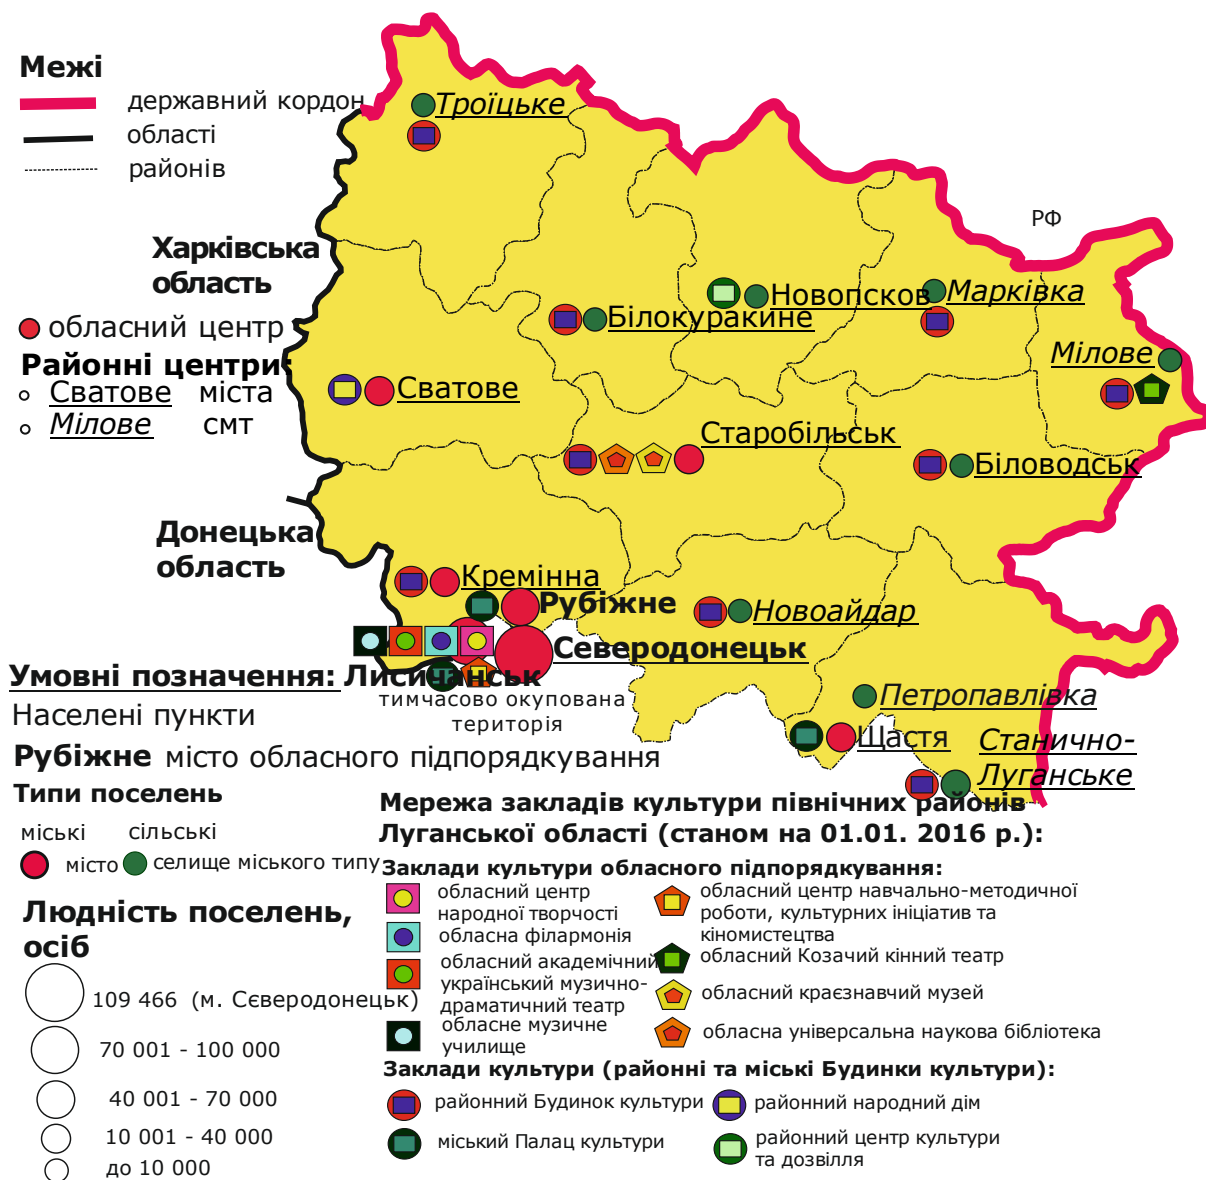 Межі
державний кордон
області
районів
Харківська
область
обласний центр
Районні центри:
Сватове міста
Мілове смт
Донецька
область
РФ
Троїцьке
Білокуракине
Новопсков
Марківка
Мілове
Сватове
Старобільськ
Біловодськ
Кремінна
Рубіжне
Новоайдар
Северодонецьк
Лисичанськ
тимчасово окупована
територія
Петропавлівка
Щастя
Станично-
Луганське
Умовні позначення:
Населені пункти
Рубіжне місто обласного підпорядкування
Типи поселень
міські сільські
місто селище міського типу
Людність поселень,
осіб
109 466 (м. Сєверодонецьк)
70 001 - 100 000
40 001 - 70 000
10 001 - 40 000
до 10 000
Мережа закладів культури північних районів
Луганської області (станом на 01.01. 2016 р.):
Заклади культури обласного підпорядкування:
обласний центр
народної творчості
обласна філармонія
обласний академічний
український музично-
драматичний театр
обласне музичне
училище
обласний центр навчально-методичної
роботи, культурних ініціатив та
кіномистецтва
обласний Козачий кінний театр
обласний краєзнавчий музей
обласна універсальна наукова бібліотека
Заклади культури (районні та міські Будинки культури):
районний Будинок культури
міський Палац культури
районний народний дім
районний центр культури
та дозвілля